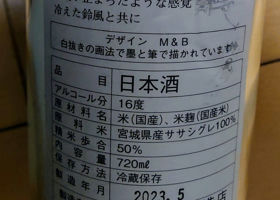 冷えた鈴風と共に
デザイン M&B
白抜きの画法で墨と筆で描かれています
品目 日本酒
アルコール分 16度
原材料名 米(国産)、米麹(国産米)
原料米 宮城県産ササシグレ100%
精米歩合 50%
内容量 720ml
保存方法 冷蔵保存
製造年月 2023.5